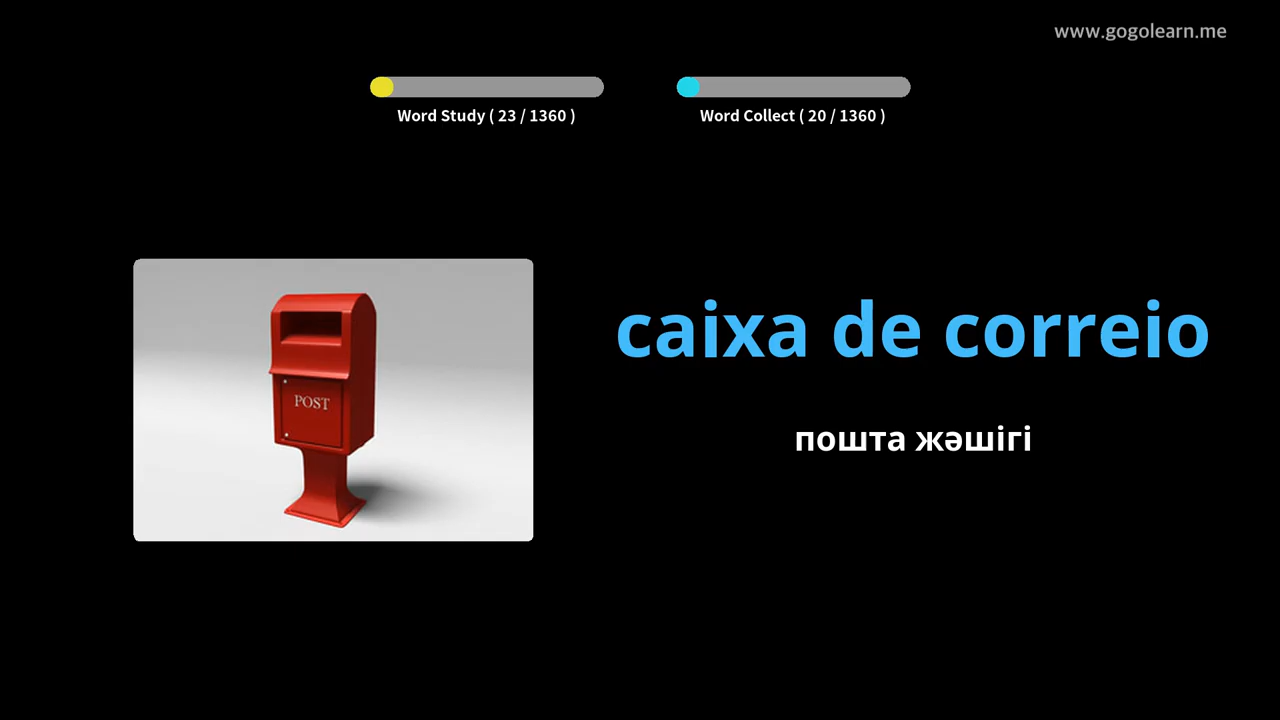 www.gogolearn.me
Word Study ( 23 / 1360 )
Word Collect ( 20 / 1360 )
POST
caixa de correio
пошта жәшігі